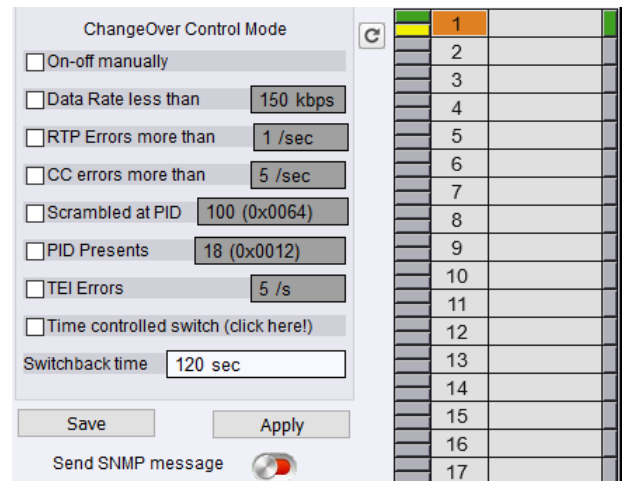 ChangeOver Control Mode
On-off manually
Data Rate less than 150 kbps
RTP Errors more than 1 /sec
CC errors more than 5 /sec
Scrambled at PID 100 (0x0064)
PID Presents 18 (0x0012)
TEI Errors 5 /s
Time controlled switch (click here!)
Switchback time 120 sec
Save Apply
Send SNMP message
1
2
3
4
5
6
7
8
9
10
11
12
13
14
15
16
17